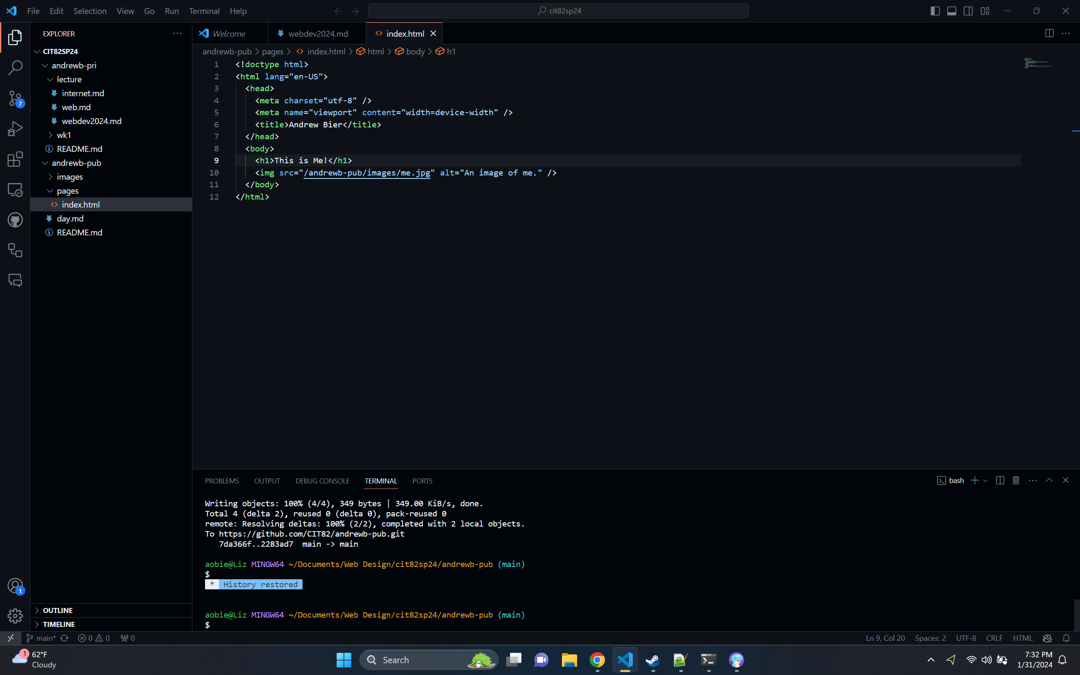 File Edit Selection View Go Run Terminal Help
cit82sp24
EXPLORER
CIT82SP24
andrewb-pri
lecture
internet.md
web.md
webdev2024.md
wk1
README.md
andrewb-pub
images
pages
index.html
day.md
README.md
OUTLINE
TIMELINE
7
1
Welcome webdev2024.md index.html
andrewb-pub > pages > index.html > html > body > h1
1 <!doctype html>
2 <html lang="en-US">
3 <head>
4 <meta charset="utf-8" />
5 <meta name="viewport" content="width=device-width" />
6 <title>Andrew Bier</title>
7 </head>
8 <body>
9 <h1>This is Me!</h1>
10 <img src="/andrewb-pub/images/me.jpg" alt="An image of me." />
11 </body>
12 </html>
PROBLEMS OUTPUT DEBUG CONSOLE TERMINAL PORTS
bash
Writing objects: 100% (4/4), 349 bytes | 349.00 KiB/s, done.
Total 4 (delta 2), reused 0 (delta 0), pack-reused 0
remote: Resolving deltas: 100% (2/2), completed with 2 local objects.
To https://github.com/CIT82/andrewb-pub.git
7da366f..2283ad7 main -> main
aobie@Liz MINGW64 ~/Documents/Web Design/cit82sp24/andrewb-pub (main)
$
* History restored
aobie@Liz MINGW64 ~/Documents/Web Design/cit82sp24/andrewb-pub (main)
$
main* 0 0 0
Ln 9, Col 20 Spaces: 2 UTF-8 CRLF HTML
1
62°F
Cloudy
Search
7:32 PM
1/31/2024